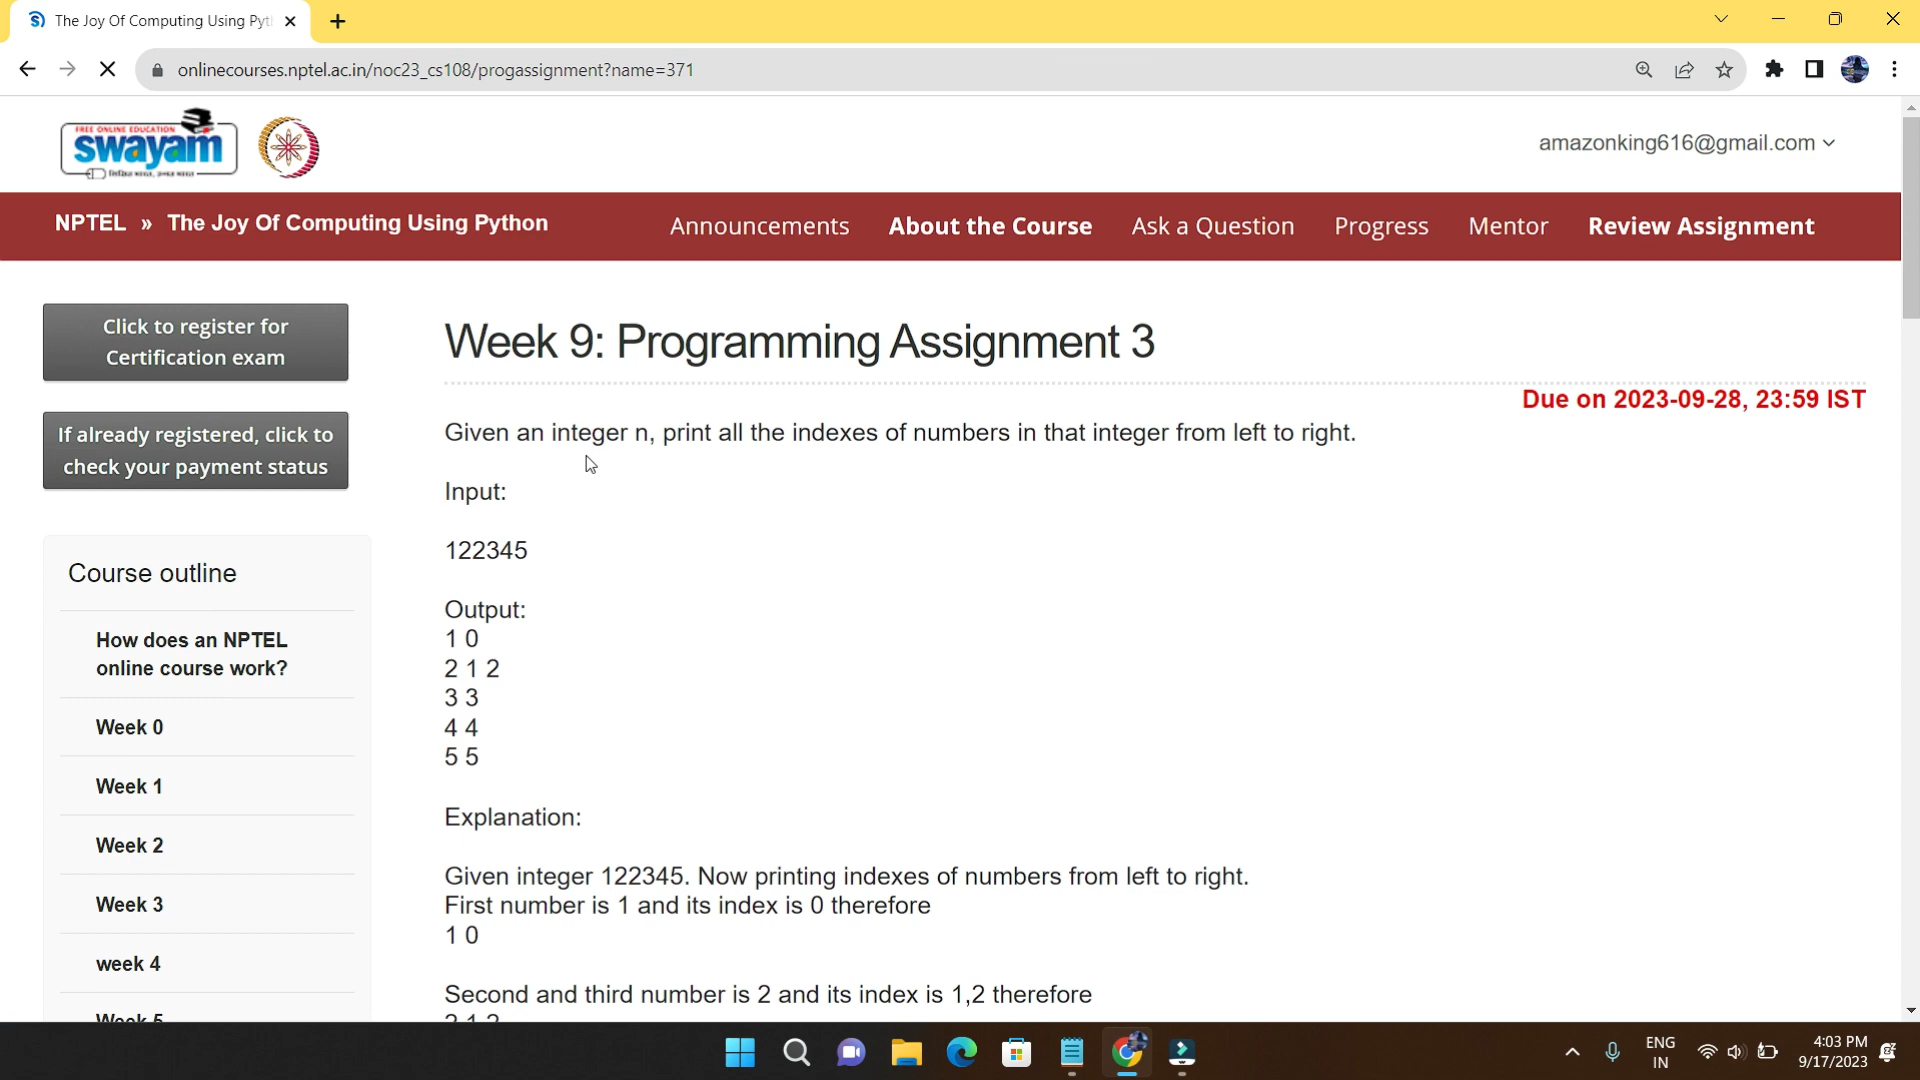 The Joy Of Computing Using Pyt
onlinecourses.nptel.ac.in/noc23_cs108/progassignment?name=371
FREE ONLINE EDUCATION
swayam
amazonking616@gmail.com
NPTEL » The Joy Of Computing Using Python
Announcements About the Course Ask a Question Progress Mentor Review Assignment
Click to register for
Certification exam
If already registered, click to
check your payment status
Course outline
How does an NPTEL
online course work?
Week 0
Week 1
Week 2
Week 3
week 4
Week 5
Week 9: Programming Assignment 3
Due on 2023-09-28, 23:59 IST
Given an integer n, print all the indexes of numbers in that integer from left to right.
Input:
122345
Output:
1 0
2 1 2
3 3
4 4
5 5
Explanation:
Given integer 122345. Now printing indexes of numbers from left to right.
First number is 1 and its index is 0 therefore
1 0
Second and third number is 2 and its index is 1,2 therefore
2 1 2
ENG
IN
4:03 PM
9/17/2023